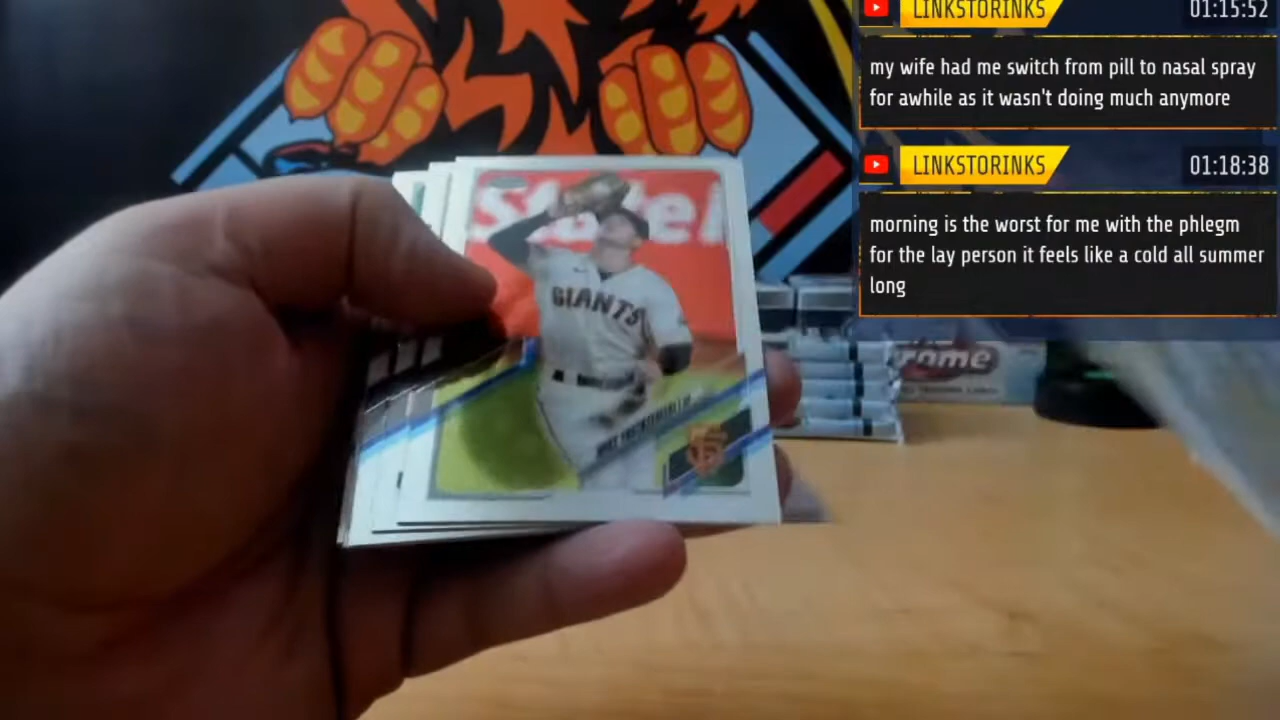 LINKSTORINKS 01:15:52
my wife had me switch from pill to nasal spray
for awhile as it wasn't doing much anymore
LINKSTORINKS 01:18:38
morning is the worst for me with the phlegm
for the lay person it feels like a cold all summer
long
GIANTS